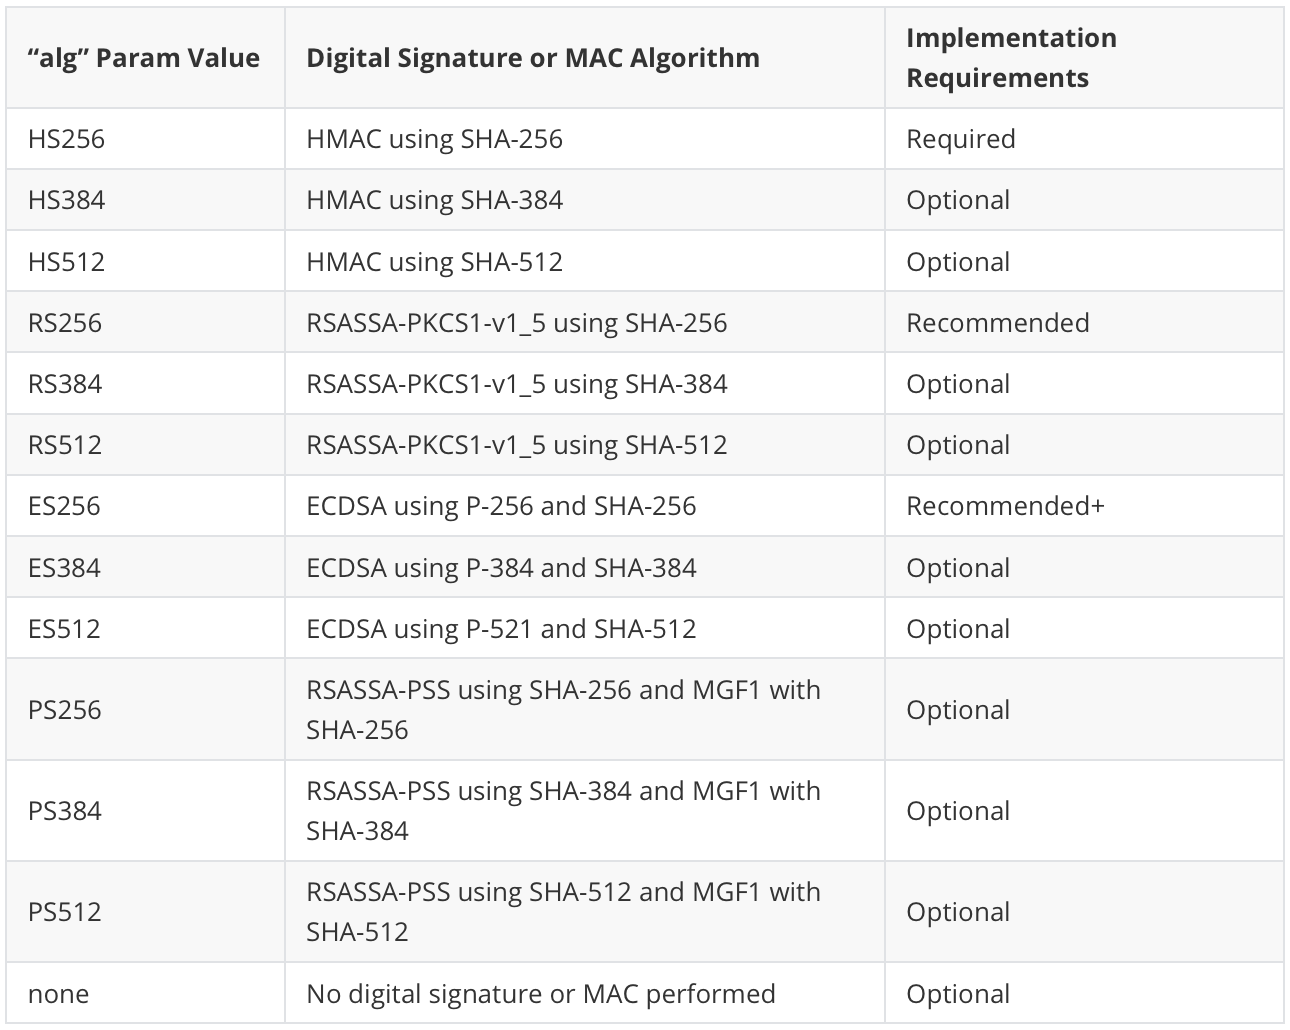 “alg” Param Value Digital Signature or MAC Algorithm Implementation
Requirements
HS256 HMAC using SHA-256 Required
HS384 HMAC using SHA-384 Optional
HS512 HMAC using SHA-512 Optional
RS256 RSASSA-PKCS1-v1_5 using SHA-256 Recommended
RS384 RSASSA-PKCS1-v1_5 using SHA-384 Optional
RS512 RSASSA-PKCS1-v1_5 using SHA-512 Optional
ES256 ECDSA using P-256 and SHA-256 Recommended+
ES384 ECDSA using P-384 and SHA-384 Optional
ES512 ECDSA using P-521 and SHA-512 Optional
PS256 RSASSA-PSS using SHA-256 and MGF1 with
SHA-256 Optional
PS384 RSASSA-PSS using SHA-384 and MGF1 with
SHA-384 Optional
PS512 RSASSA-PSS using SHA-512 and MGF1 with
SHA-512 Optional
none No digital signature or MAC performed Optional